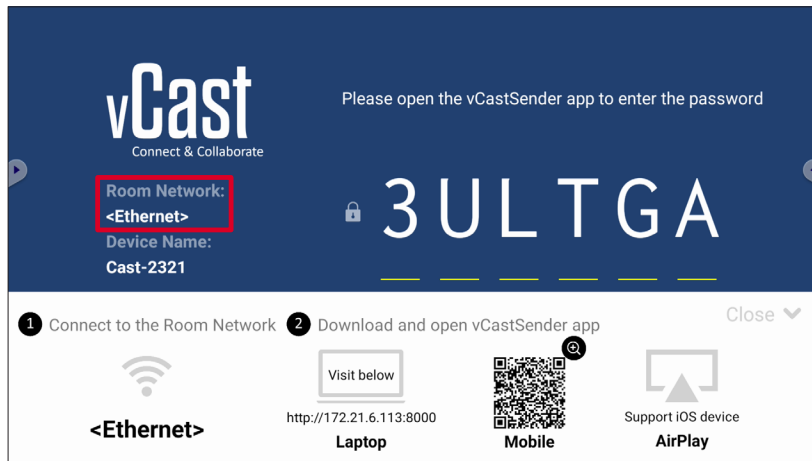 vCast
Connect & Collaborate
Please open the vCastSender app to enter the password
Room Network:
<Ethernet>
Device Name:
Cast-2321
3ULTGA
Close
1 Connect to the Room Network
2 Download and open vCastSender app
<Ethernet>
Visit below
http://172.21.6.113:8000
Laptop
Mobile
Support iOS device
AirPlay